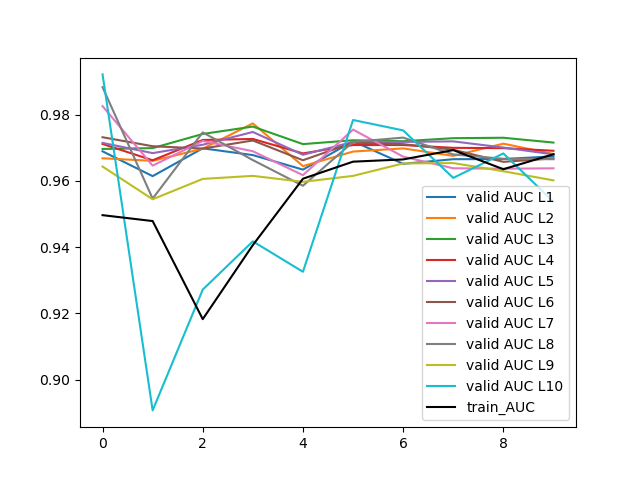 0.98
0.96
0.94
0.92
0.90
0
2
4
6
8
valid AUC L1
valid AUC L2
valid AUC L3
valid AUC L4
valid AUC L5
valid AUC L6
valid AUC L7
valid AUC L8
valid AUC L9
valid AUC L10
train_AUC